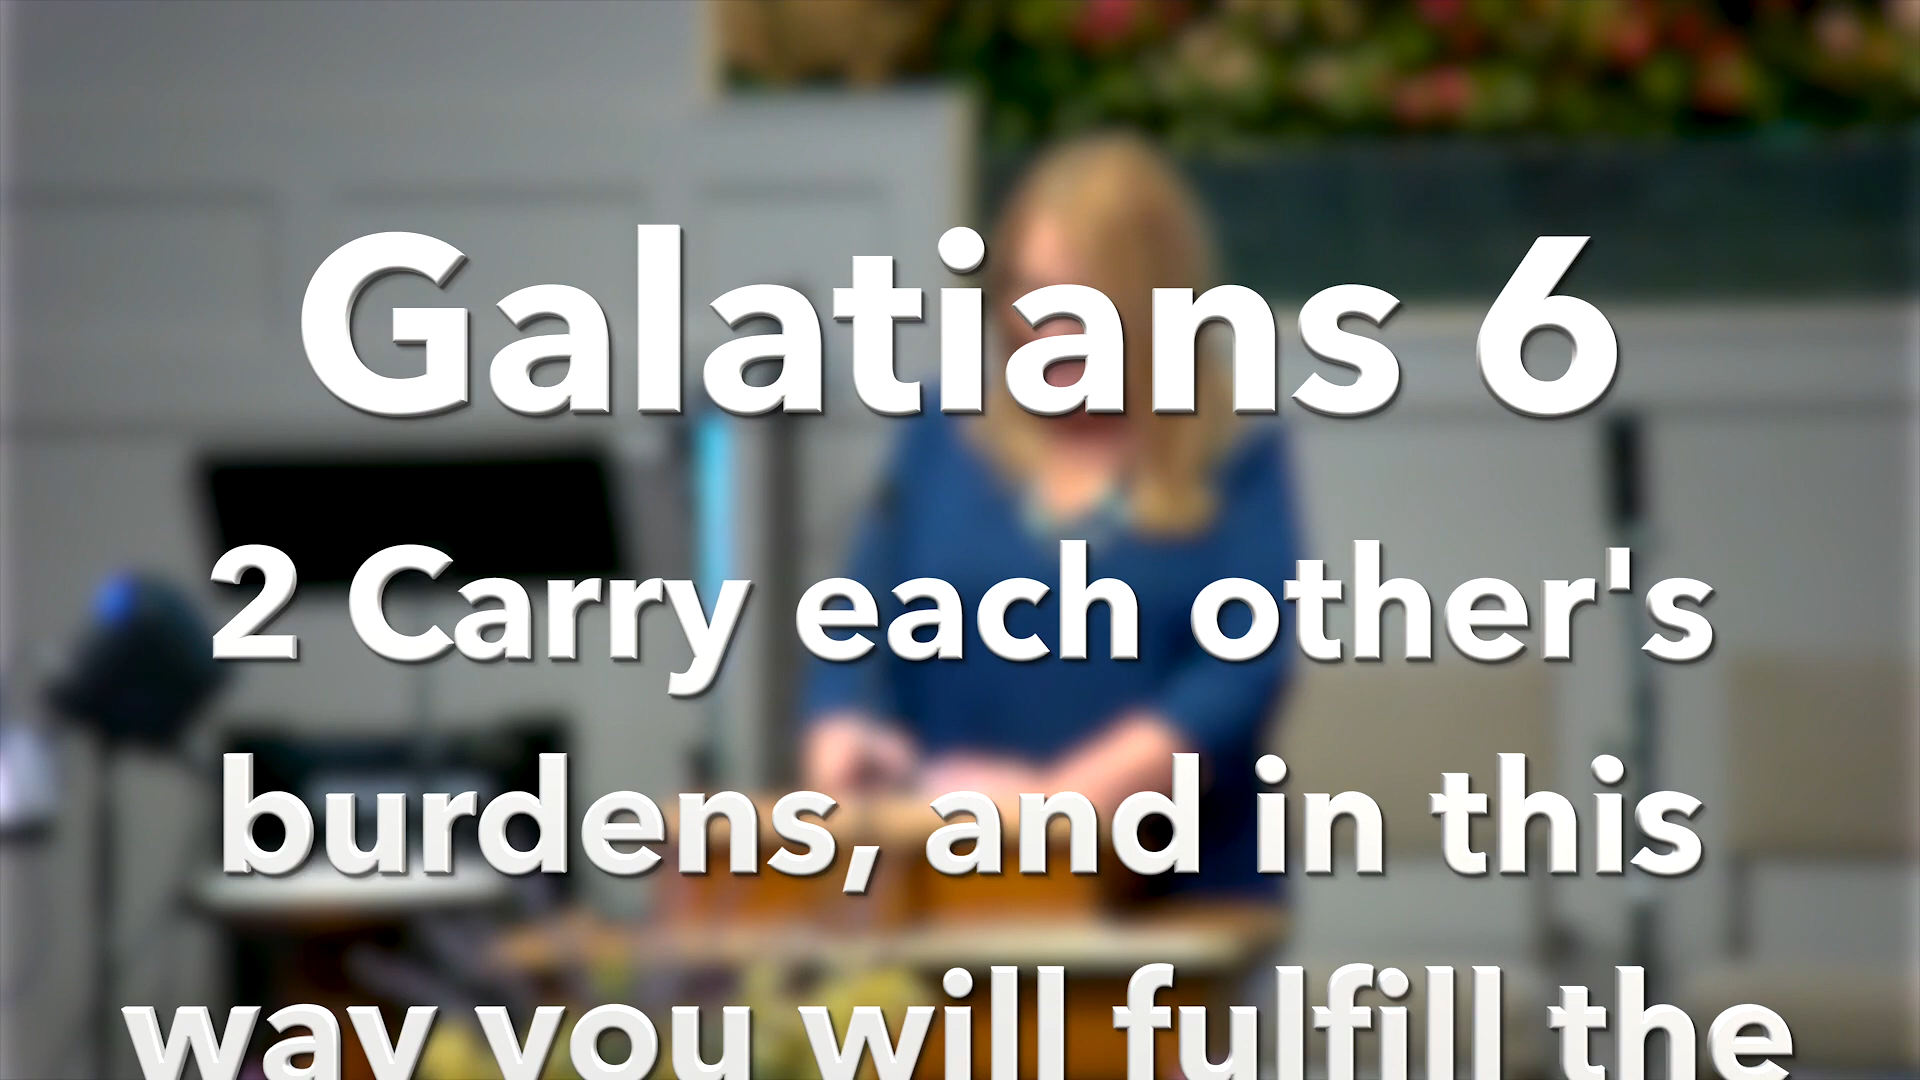 Galatians 6
2 Carry each other's
burdens, and in this
way you will fulfill the